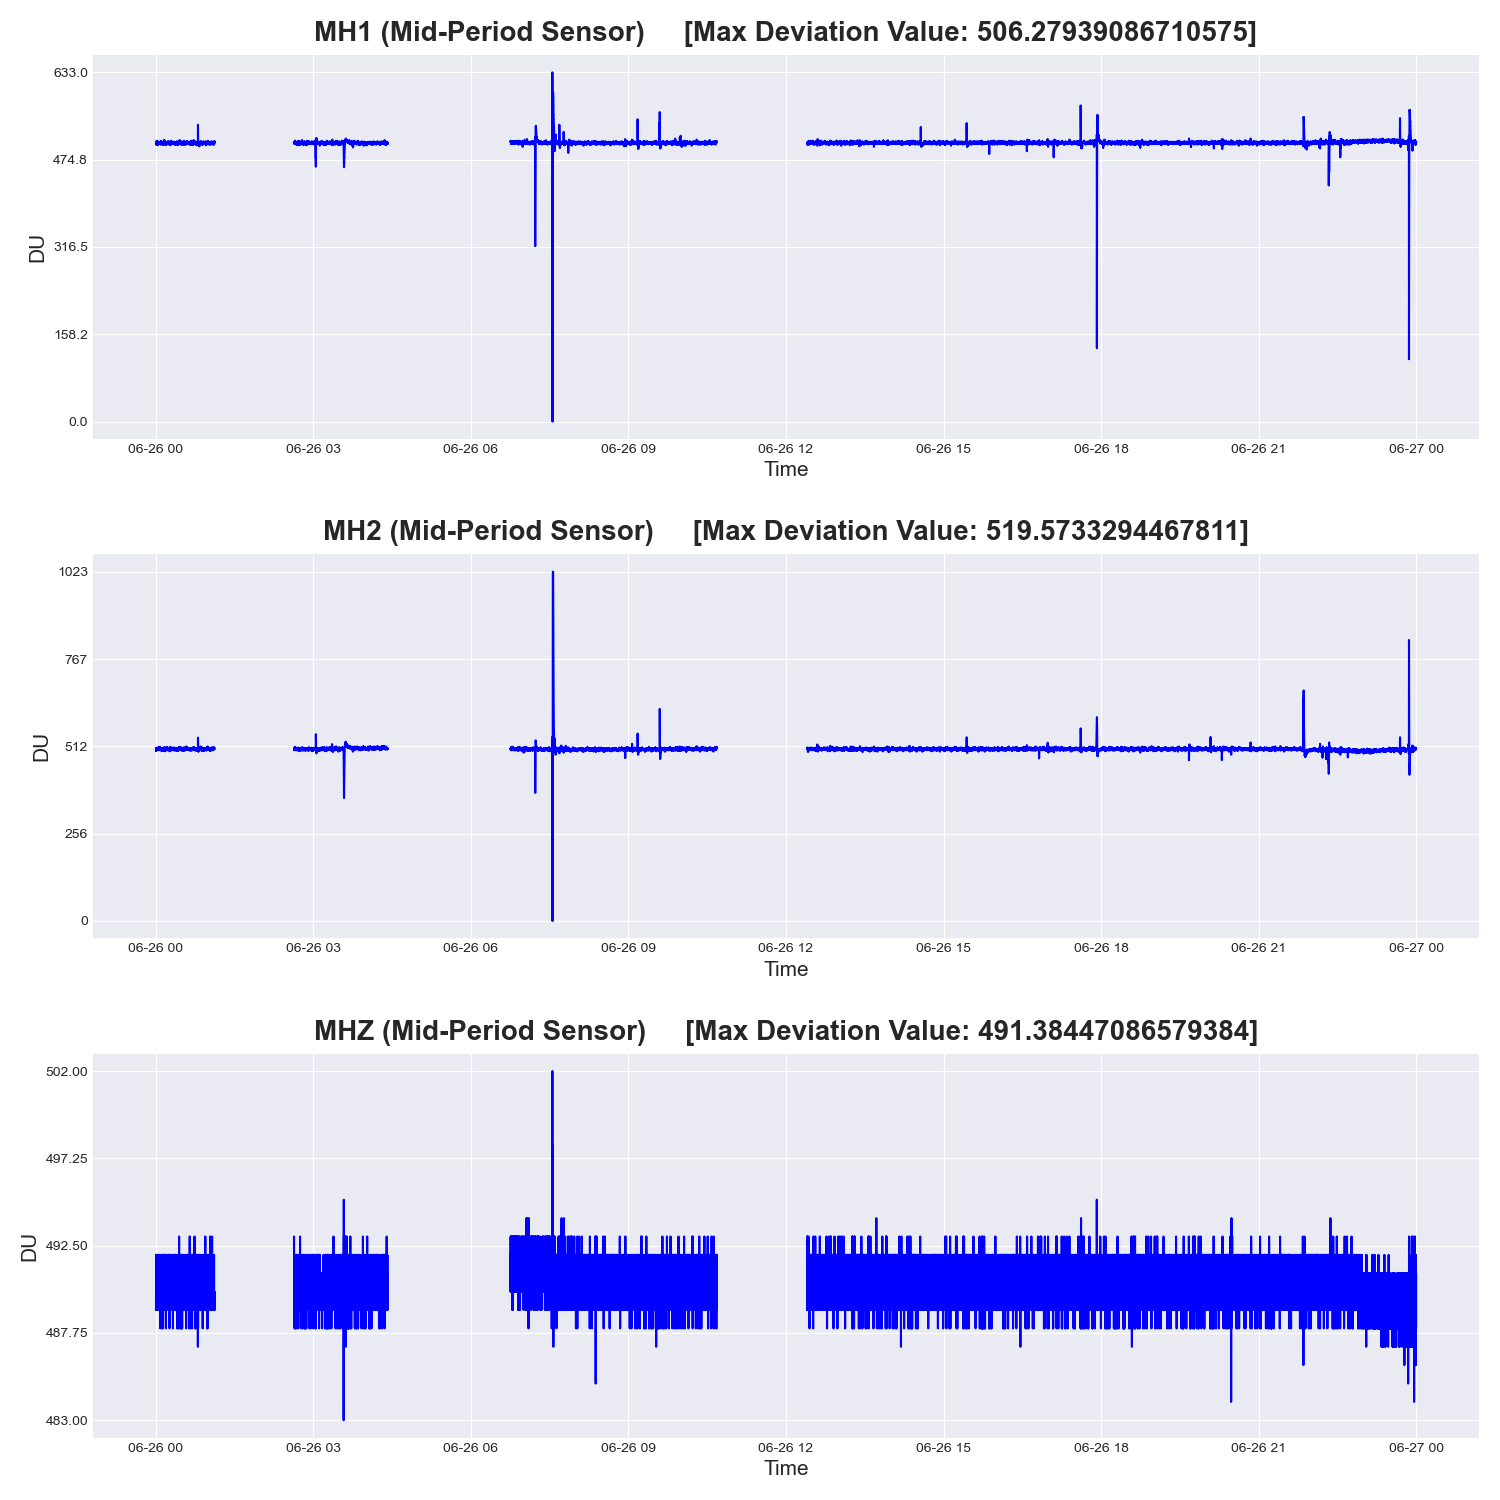 MH1 (Mid-Period Sensor) [Max Deviation Value: 506.27939086710575]
633.0
474.8
316.5
158.2
0.0
DU
06-26 00 06-26 03 06-26 06 06-26 09 06-26 12 06-26 15 06-26 18 06-26 21 06-27 00
Time
MH2 (Mid-Period Sensor) [Max Deviation Value: 519.5733294467811]
1023
767
512
256
0
DU
06-26 00 06-26 03 06-26 06 06-26 09 06-26 12 06-26 15 06-26 18 06-26 21 06-27 00
Time
MHZ (Mid-Period Sensor) [Max Deviation Value: 491.38447086579384]
502.00
497.25
492.50
487.75
483.00
DU
06-26 00 06-26 03 06-26 06 06-26 09 06-26 12 06-26 15 06-26 18 06-26 21 06-27 00
Time